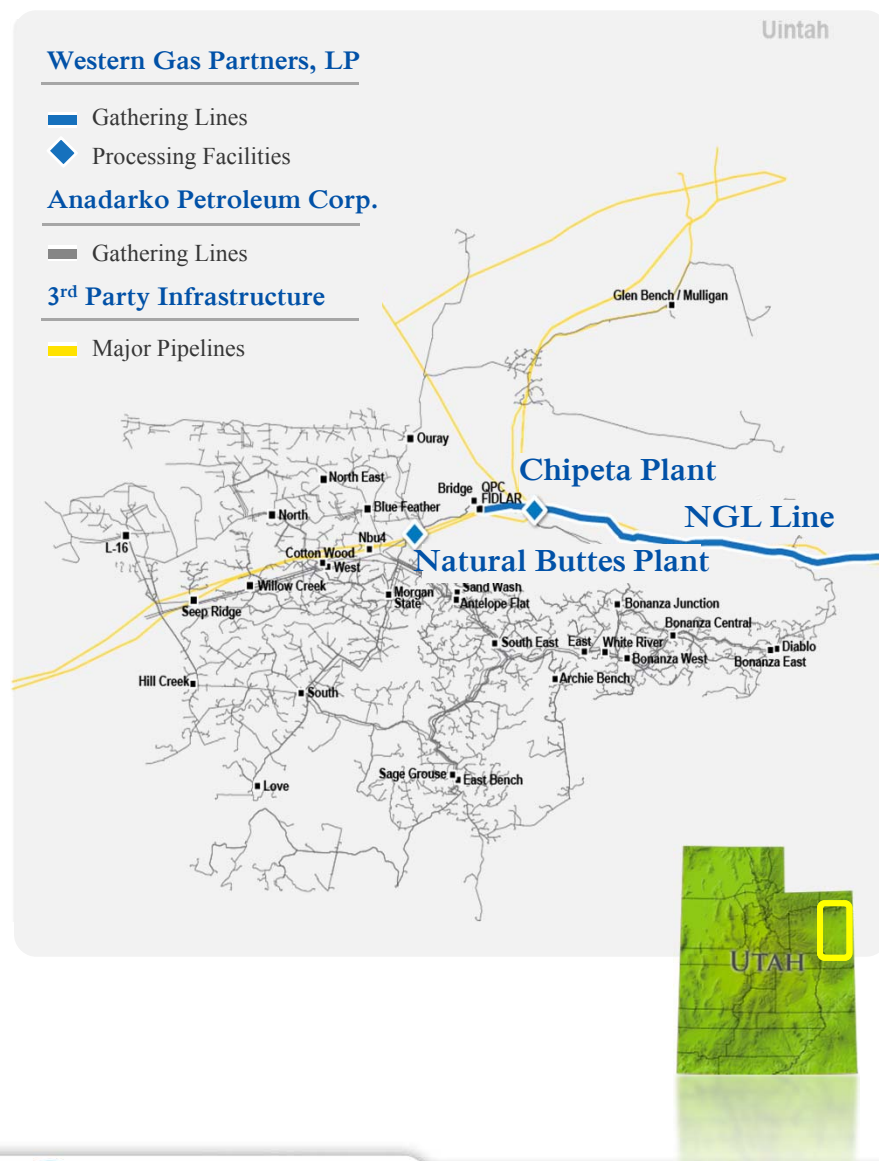 Uintah
Western Gas Partners, LP
Gathering Lines
Processing Facilities
Anadarko Petroleum Corp.
Gathering Lines
3rd Party Infrastructure
Major Pipelines
Glen Bench / Mulligan
Ouray
Chipeta Plant
North East
Bridge
QPC
FIDLAR
Blue Feather
North
NGL Line
Nbu4
L-16
Cotton Wood
West
Natural Buttes Plant
Willow Creek
Sand Wash
Morgan
State
Antelope Flat
Bonanza Junction
Seep Ridge
Bonanza Central
South East
East
White River
Diablo
Bonanza West
Bonanza East
Hill Creek
South
Archie Bench
Sage Grouse
East Bench
Love
UTAH